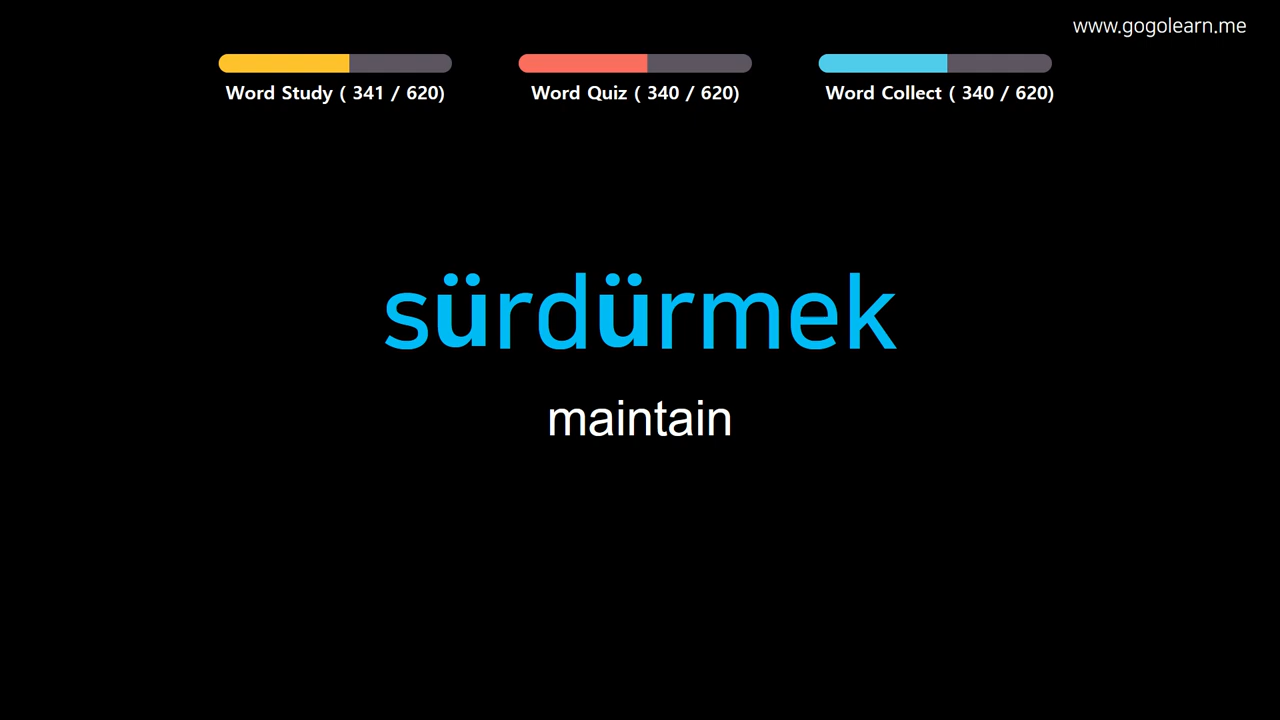 www.gogolearn.me
Word Study ( 341 / 620)
Word Quiz ( 340 / 620)
Word Collect ( 340 / 620)
sürdürmek
maintain